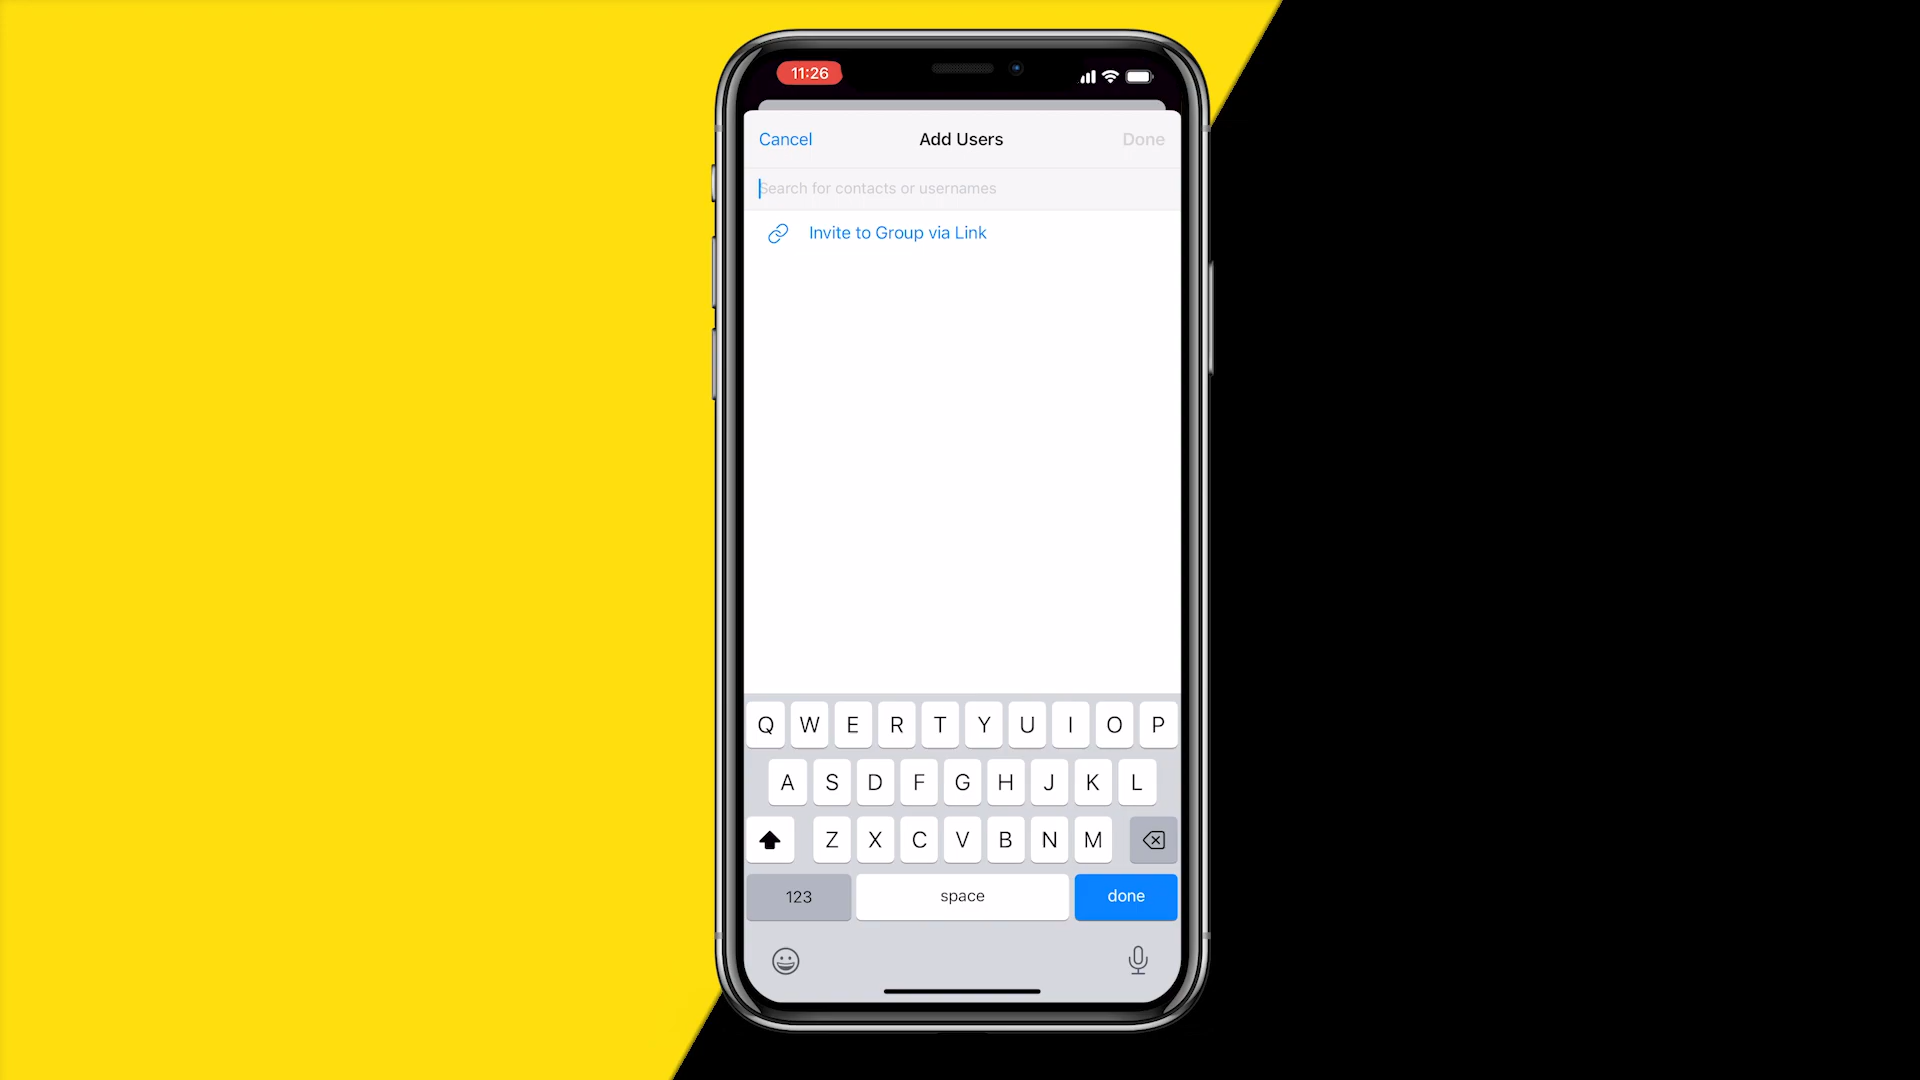 11:26
Cancel Add Users Done
Search for contacts or usernames
Invite to Group via Link
Q W E R T Y U I O P
A S D F G H J K L
Z X C V B N M
123 space done